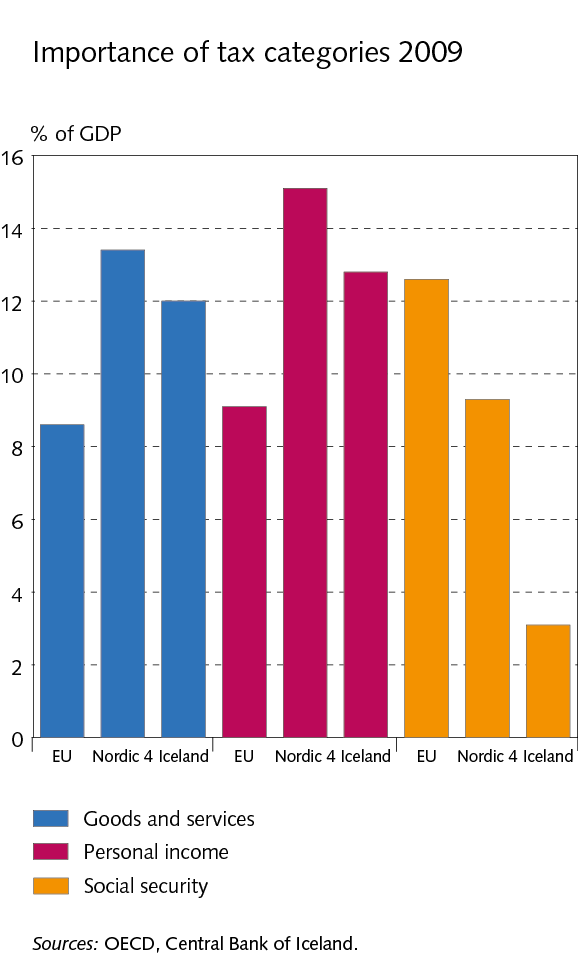 Importance of tax categories 2009
% of GDP
16
14
12
10
8
6
4
2
0
EU Nordic 4 Iceland EU Nordic 4 Iceland EU Nordic 4 Iceland
Goods and services
Personal income
Social security
Sources: OECD, Central Bank of Iceland.